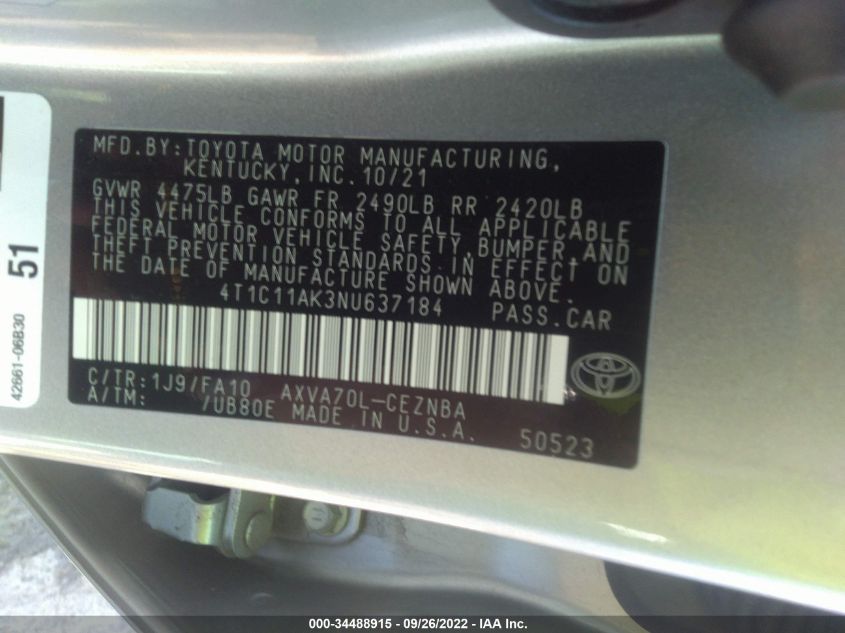 MFD.BY:TOYOTA MOTOR MANUFACTURING,
KENTUCKY,INC.10/21
GVWR 4475LB GAWR FR 2490LB RR 2420LB
THIS VEHICLE CONFORMS TO ALL APPLICABLE
FEDERAL MOTOR VEHICLE SAFETY,BUMPER,AND
THEFT PREVENTION STANDARDS IN EFFECT ON
THE DATE OF MANUFACTURE SHOWN ABOVE.
4T1C11AK3NU637184 PASS.CAR
C/TR:1J9/FA10 AXVA70L-CEZNBA
A/TM: /UB80E MADE IN U.S.A.
50523
51
42661-06B30
000-34488915 - 09/26/2022 - IAA Inc.